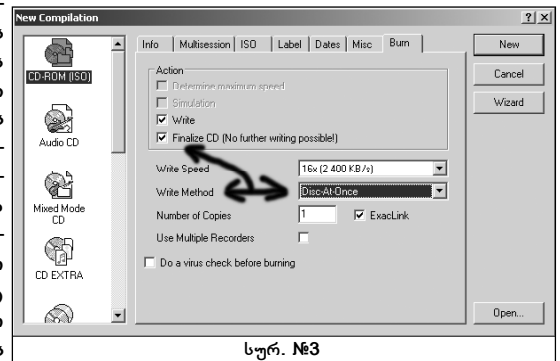 New Compilation
Info Multisession ISO Label Dates Misc Burn
New
Cancel
Wizard
Open...
CD-ROM (ISO)
Audio CD
Mixed Mode
CD
CD EXTRA
Action
Determine maximum speed
Simulation
Write
Finalize CD (No further writing possible!)
Write Speed 16x (2 400 KB/s)
Write Method Disc-At-Once
Number of Copies 1 ExacLink
Use Multiple Recorders
Do a virus check before burning
სურ. №3